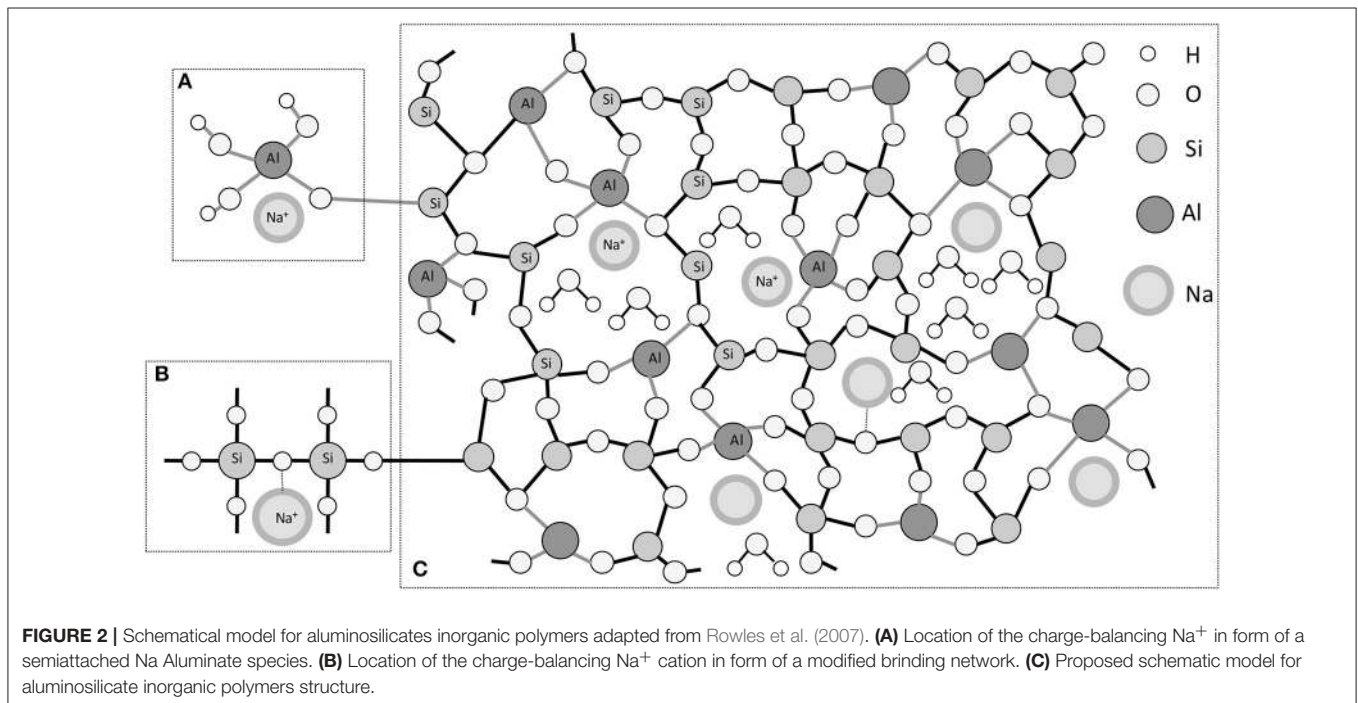 A
Al
Na⁺
B
Si Si
Na⁺
Si Al Si Si
Al Si
Si
Na⁺
Si Si Al
Al Na⁺
Si Al Si
Al
C
H
O
Si
Al
Na
FIGURE 2 | Schematical model for aluminosilicates inorganic polymers adapted from Rowles et al. (2007). (A) Location of the charge-balancing Na⁺ in form of a
semiattached Na Aluminate species. (B) Location of the charge-balancing Na⁺ cation in form of a modified brinding network. (C) Proposed schematic model for
aluminosilicate inorganic polymers structure.